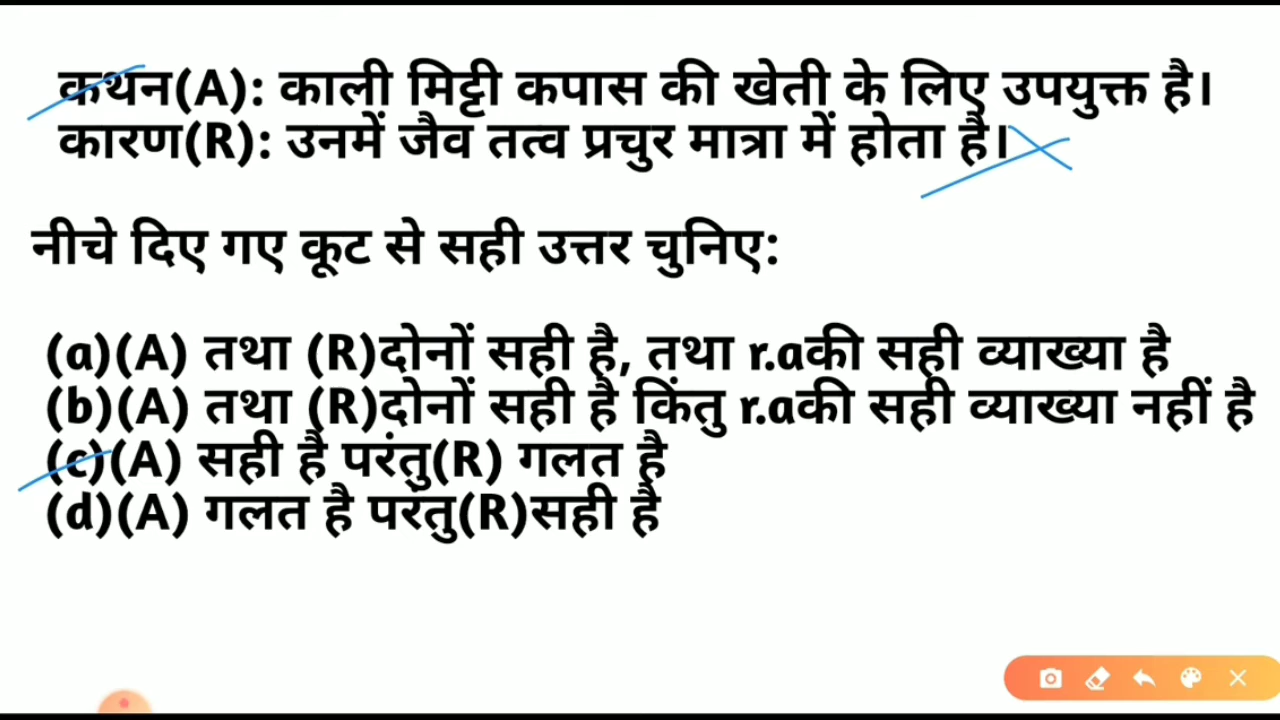 कथन(A): काली मिट्टी कपास की खेती के लिए उपयुक्त है।
कारण(R): उनमें जैव तत्व प्रचुर मात्रा में होता है।
नीचे दिए गए कूट से सही उत्तर चुनिए:
(a)(A) तथा (R)दोनों सही है, तथा r.aकी सही व्याख्या है
(b)(A) तथा (R)दोनों सही है किंतु r.aकी सही व्याख्या नहीं है
(c)(A) सही है परंतु(R) गलत है
(d)(A) गलत है परंतु(R)सही है